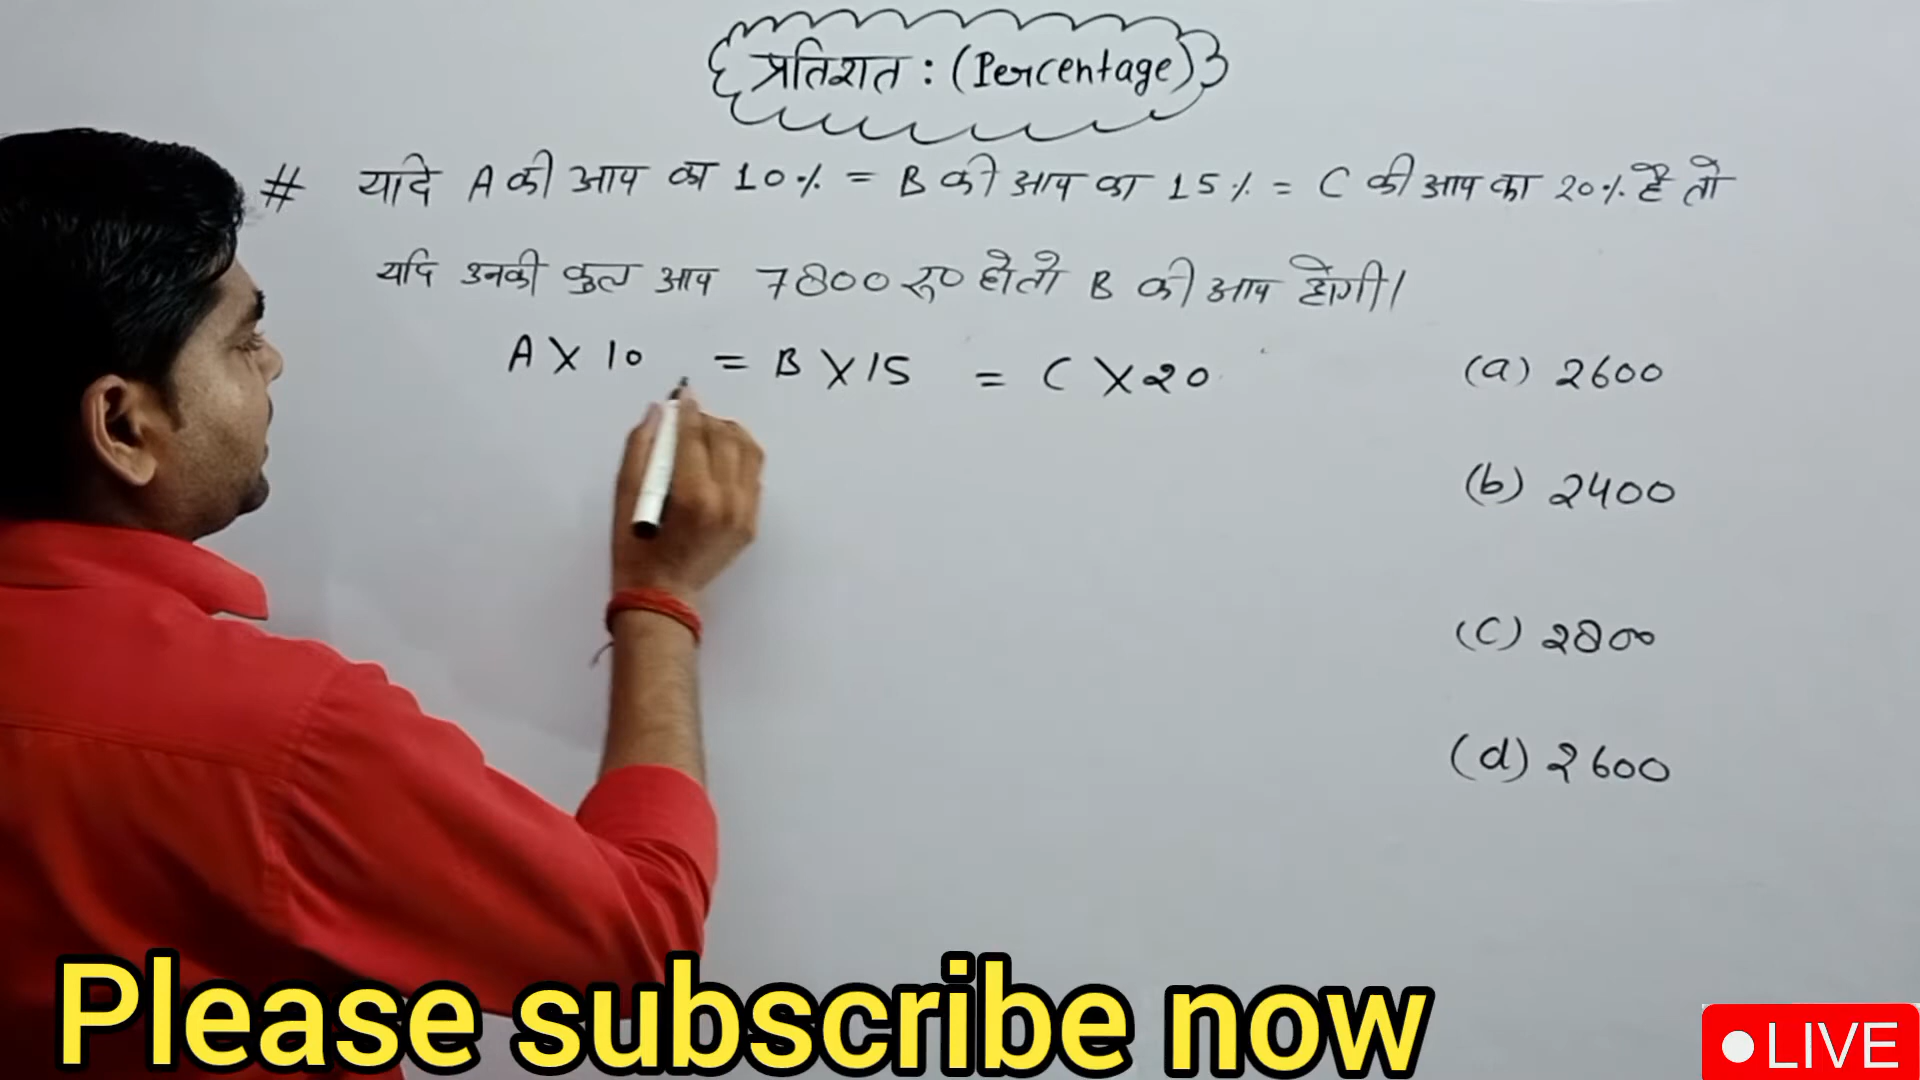 प्रतिशत : (Percentage)
# यदि A की आय का 10% = B की आय का 15% = C की आय का 20% है तो
यदि उनकी कुल आय 7800 रू० हो तो B की आय होगी।
A X 10 = B X 15 = C X 20
(a) 2600
(b) 2400
(C) 2800
(d) 2600
Please subscribe now
LIVE